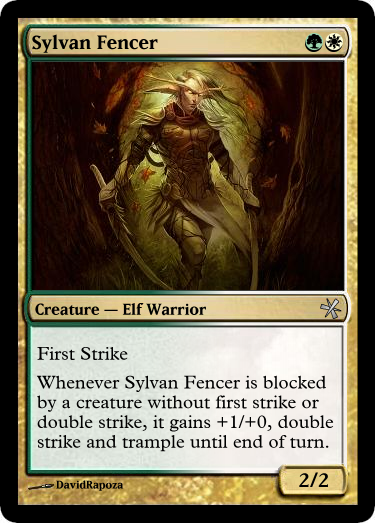 Sylvan Fencer
Creature — Elf Warrior
First Strike
Whenever Sylvan Fencer is blocked
by a creature without first strike or
double strike, it gains +1/+0, double
strike and trample until end of turn.
DavidRapoza
2/2